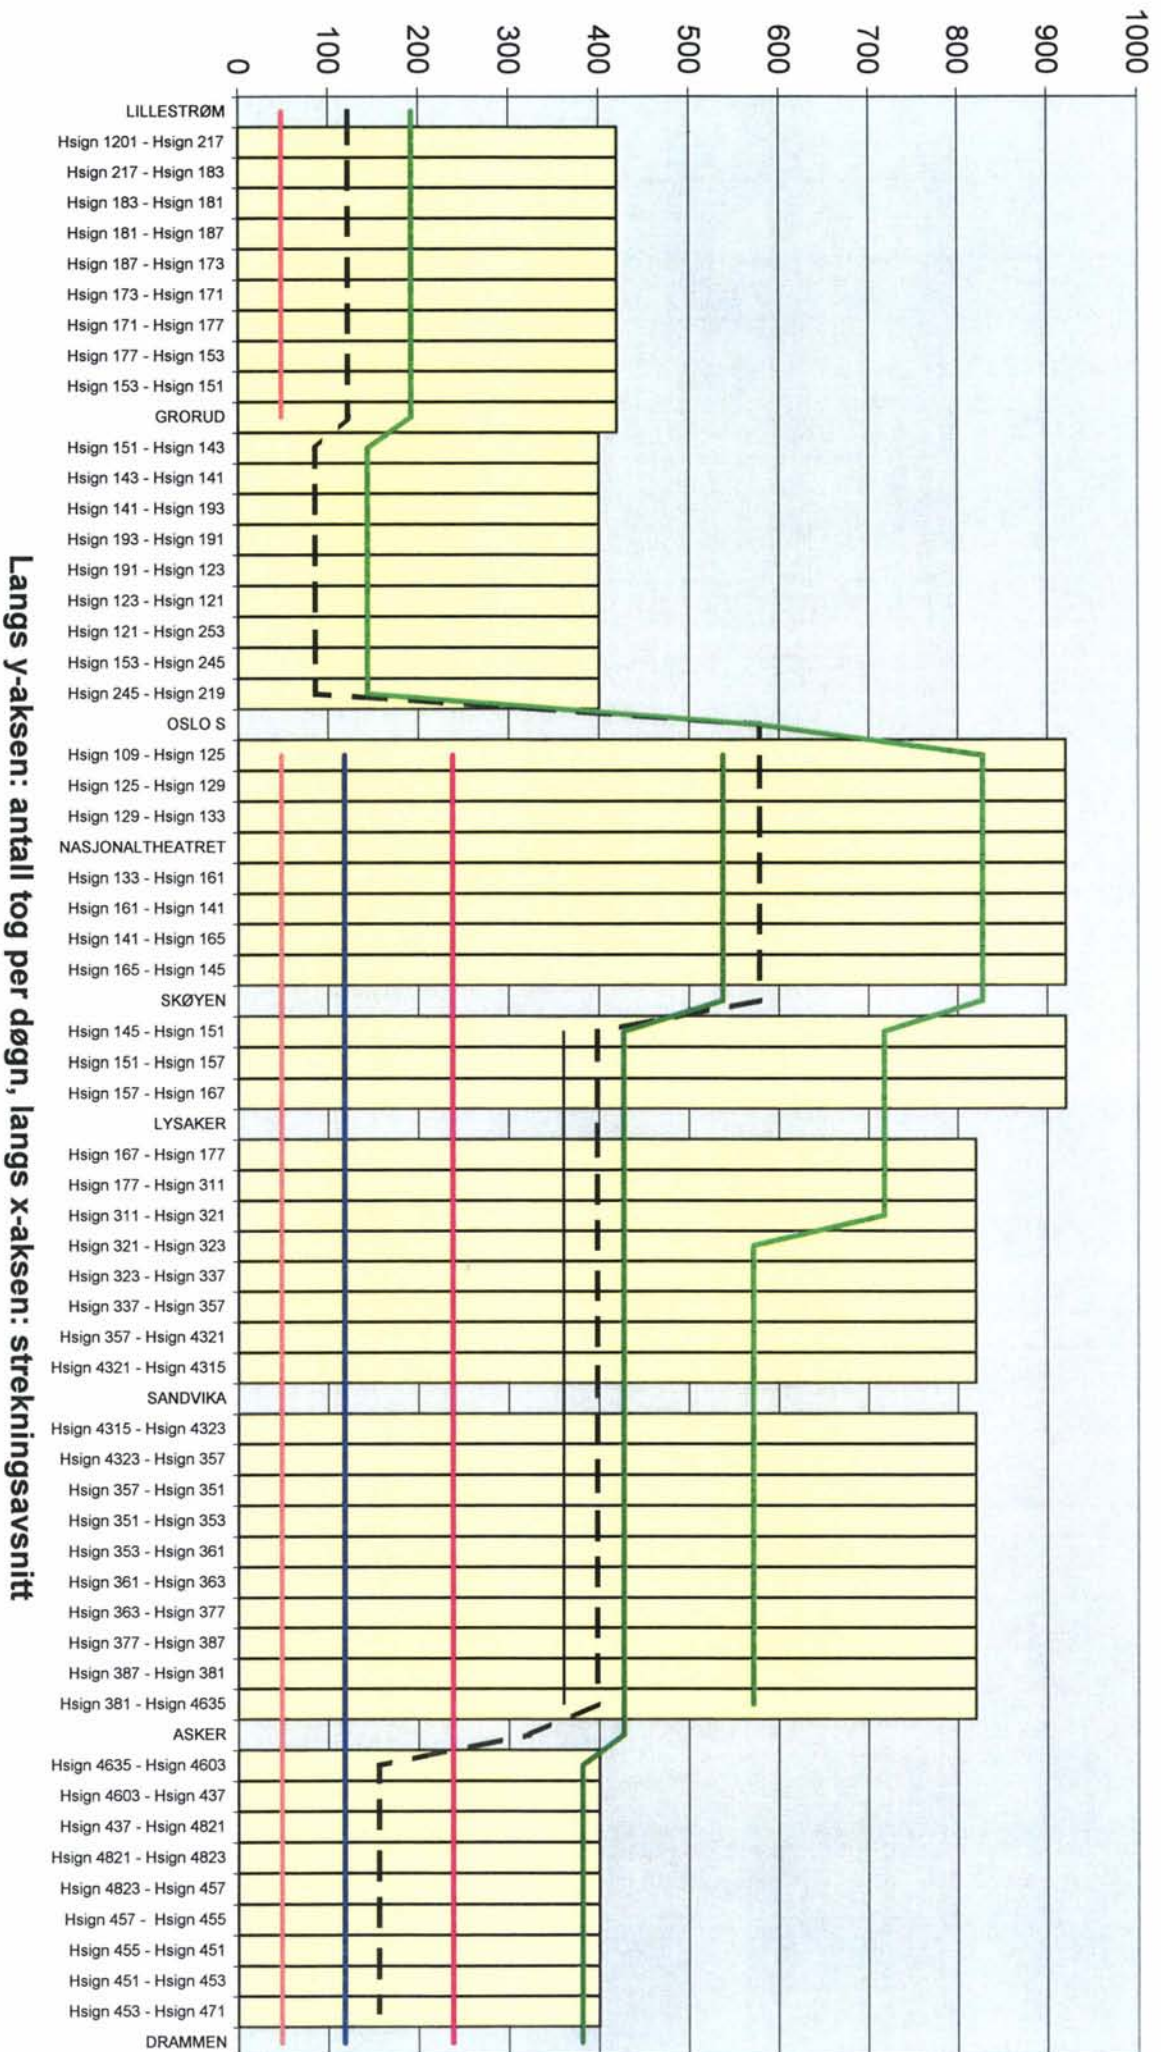 1000
900
800
700
600
500
400
300
200
100
0
LILLESTRØM
Hsign 1201 - Hsign 217
Hsign 217 - Hsign 183
Hsign 183 - Hsign 181
Hsign 181 - Hsign 187
Hsign 187 - Hsign 173
Hsign 173 - Hsign 171
Hsign 171 - Hsign 177
Hsign 177 - Hsign 153
Hsign 153 - Hsign 151
GRORUD
Hsign 151 - Hsign 143
Hsign 143 - Hsign 141
Hsign 141 - Hsign 193
Hsign 193 - Hsign 191
Hsign 191 - Hsign 123
Hsign 123 - Hsign 121
Hsign 121 - Hsign 253
Hsign 153 - Hsign 245
Hsign 245 - Hsign 219
OSLO S
Hsign 109 - Hsign 125
Hsign 125 - Hsign 129
Hsign 129 - Hsign 133
NASJONALTHEATRET
Hsign 133 - Hsign 161
Hsign 161 - Hsign 141
Hsign 141 - Hsign 165
Hsign 165 - Hsign 145
SKØYEN
Hsign 145 - Hsign 151
Hsign 151 - Hsign 157
Hsign 157 - Hsign 167
LYSAKER
Hsign 167 - Hsign 177
Hsign 177 - Hsign 311
Hsign 311 - Hsign 321
Hsign 321 - Hsign 323
Hsign 323 - Hsign 337
Hsign 337 - Hsign 357
Hsign 357 - Hsign 4321
Hsign 4321 - Hsign 4315
SANDVIKA
Hsign 4315 - Hsign 4323
Hsign 4323 - Hsign 357
Hsign 357 - Hsign 351
Hsign 351 - Hsign 353
Hsign 353 - Hsign 361
Hsign 361 - Hsign 363
Hsign 363 - Hsign 377
Hsign 377 - Hsign 387
Hsign 387 - Hsign 381
Hsign 381 - Hsign 4635
ASKER
Hsign 4635 - Hsign 4603
Hsign 4603 - Hsign 437
Hsign 437 - Hsign 4821
Hsign 4821 - Hsign 4823
Hsign 4823 - Hsign 457
Hsign 457 - Hsign 455
Hsign 455 - Hsign 451
Hsign 451 - Hsign 453
Hsign 453 - Hsign 471
DRAMMEN
Langs y-aksen: antall tog per døgn, langs x-aksen: strekningsavsnitt